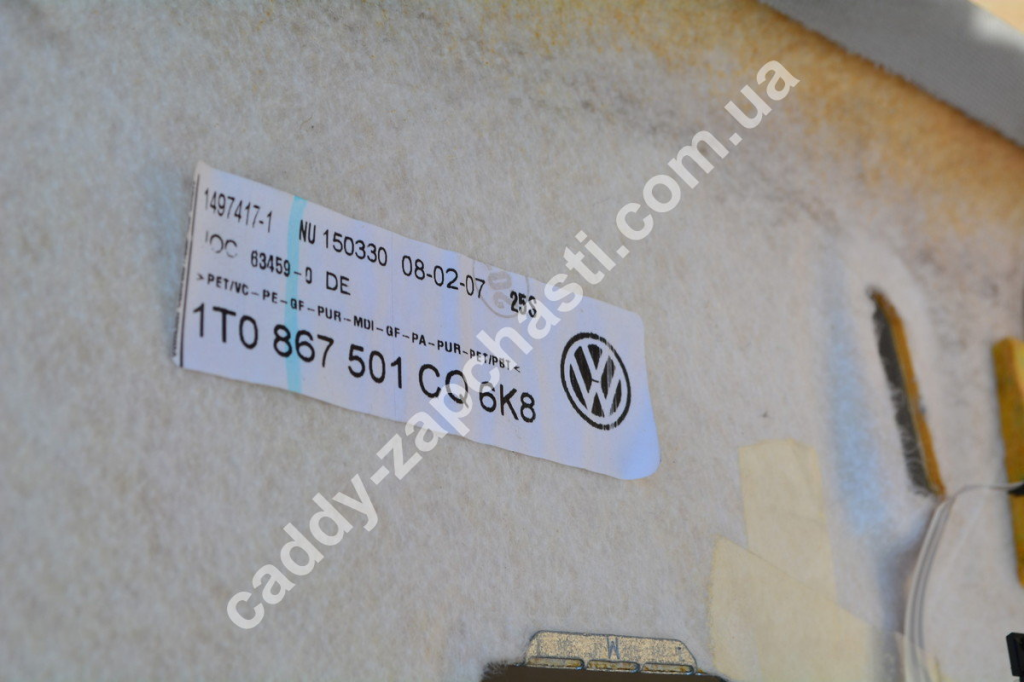 1497417-1 NU 150330 08-02-07 25S
63459-0 DE
>PET/VC-PE-GF-PUR-MDI-GF-PA-PUR-PET/PBT<
1T0 867 501 CQ 6K8
caddy-zapchasti.com.ua